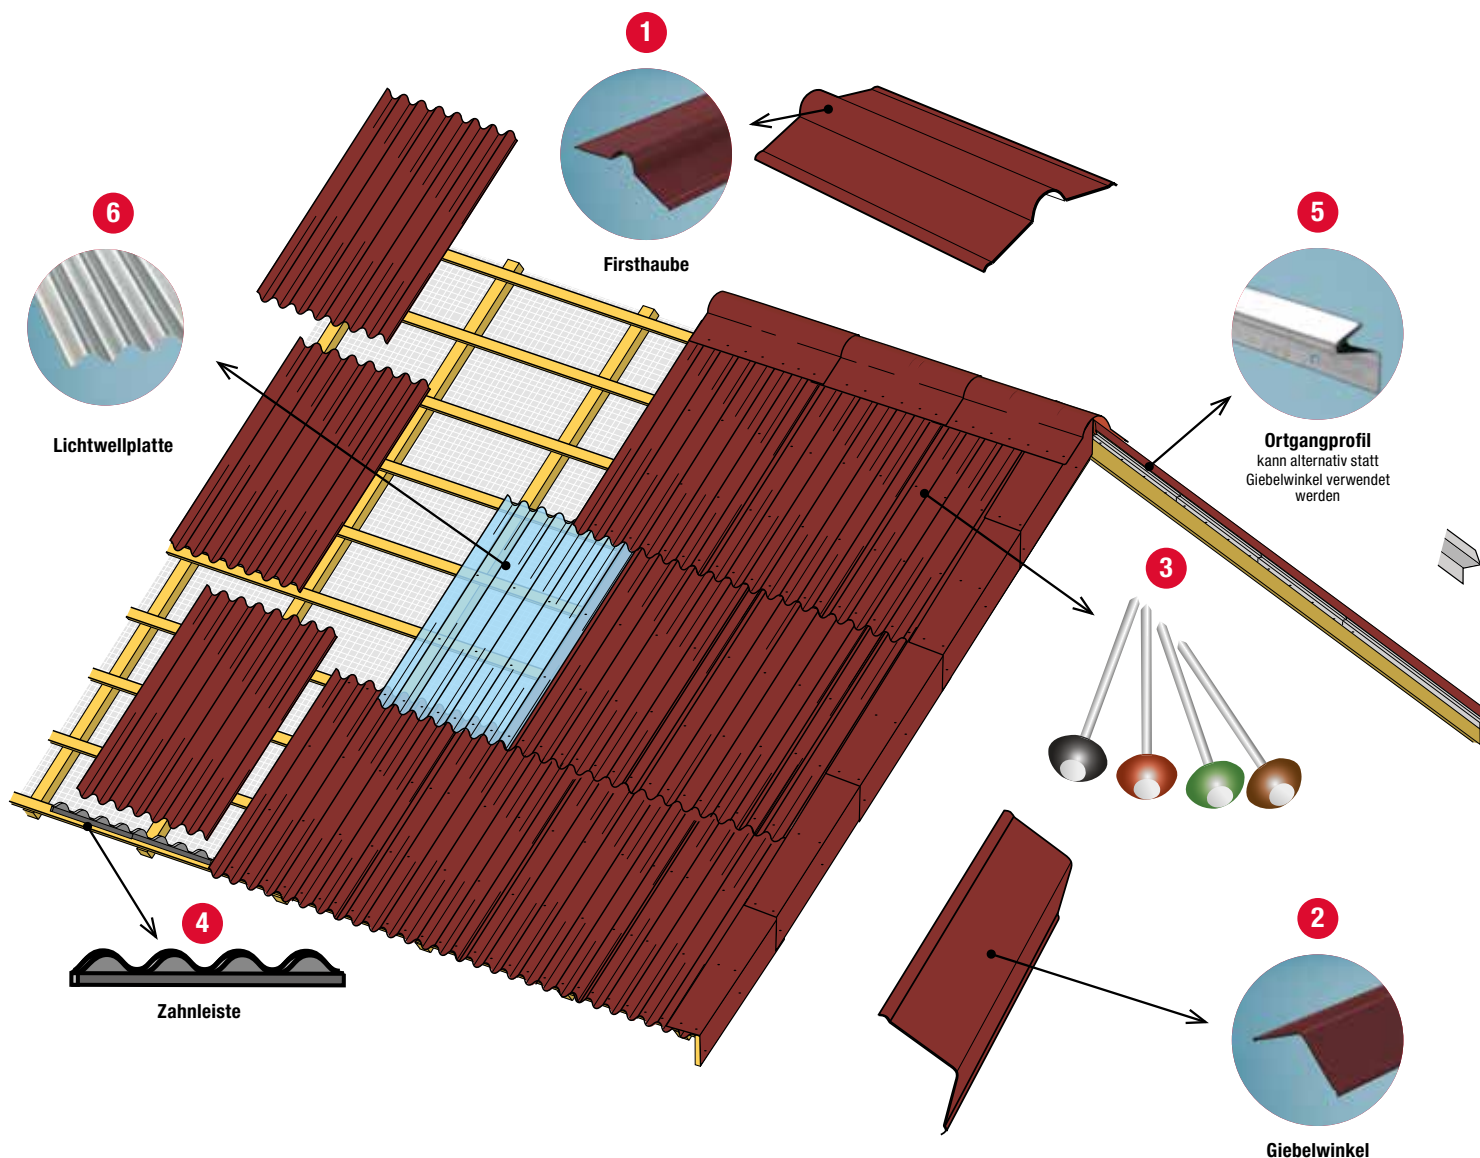 1
Firsthaube
6
Lichtwellplatte
5
Ortgangprofil
kann alternativ statt
Giebelwinkel verwendet
werden
3
4
Zahnleiste
2
Giebelwinkel